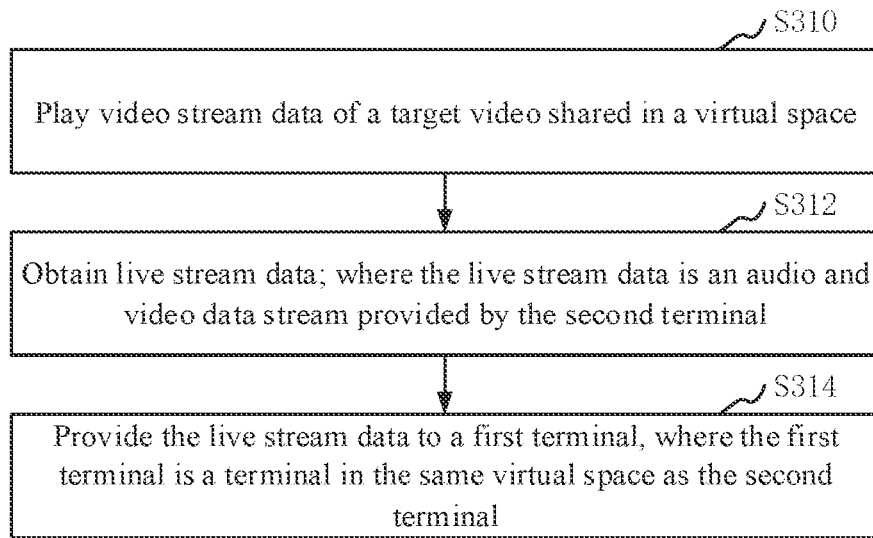 S310
Play video stream data of a target video shared in a virtual space
S312
Obtain live stream data; where the live stream data is an audio and
video data stream provided by the second terminal
S314
Provide the live stream data to a first terminal, where the first
terminal is a terminal in the same virtual space as the second
terminal